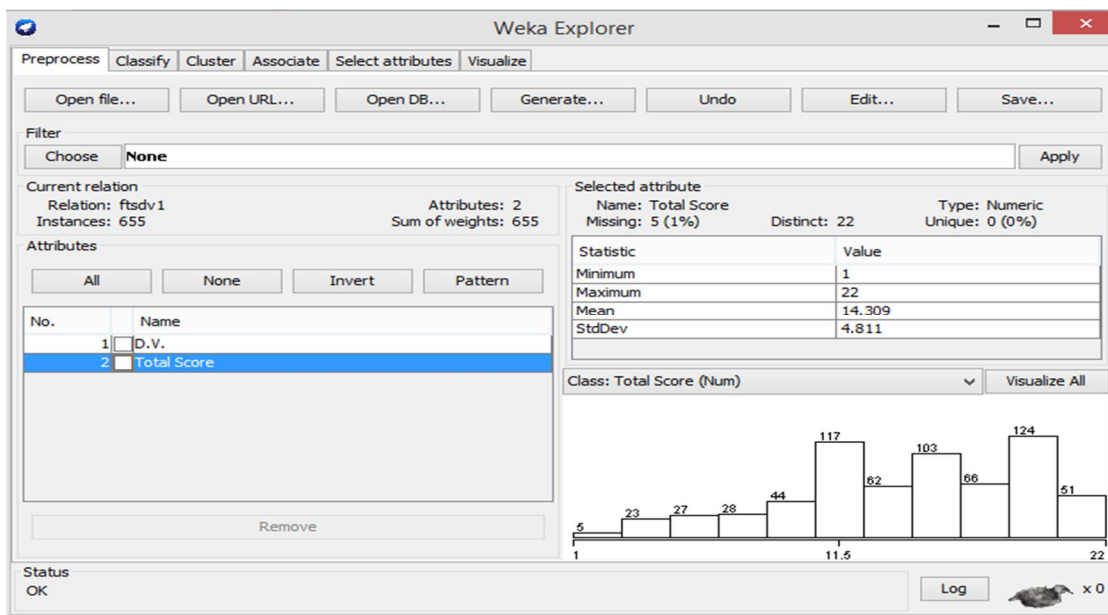 Weka Explorer
Preprocess Classify Cluster Associate Select attributes Visualize
Open file... Open URL... Open DB... Generate... Undo Edit... Save...
Filter
Choose None Apply
Current relation
Relation: ftsdv1 Attributes: 2
Instances: 655 Sum of weights: 655
Attributes
All None Invert Pattern
No. Name
1 D.V.
2 Total Score
Remove
Selected attribute
Name: Total Score Type: Numeric
Missing: 5 (1%) Distinct: 22 Unique: 0 (0%)
Statistic Value
Minimum 1
Maximum 22
Mean 14.309
StdDev 4.811
Class: Total Score (Num) Visualize All
5 23 27 28 44 117 62 103 66 124 51
1 11.5 22
Status
OK Log x 0